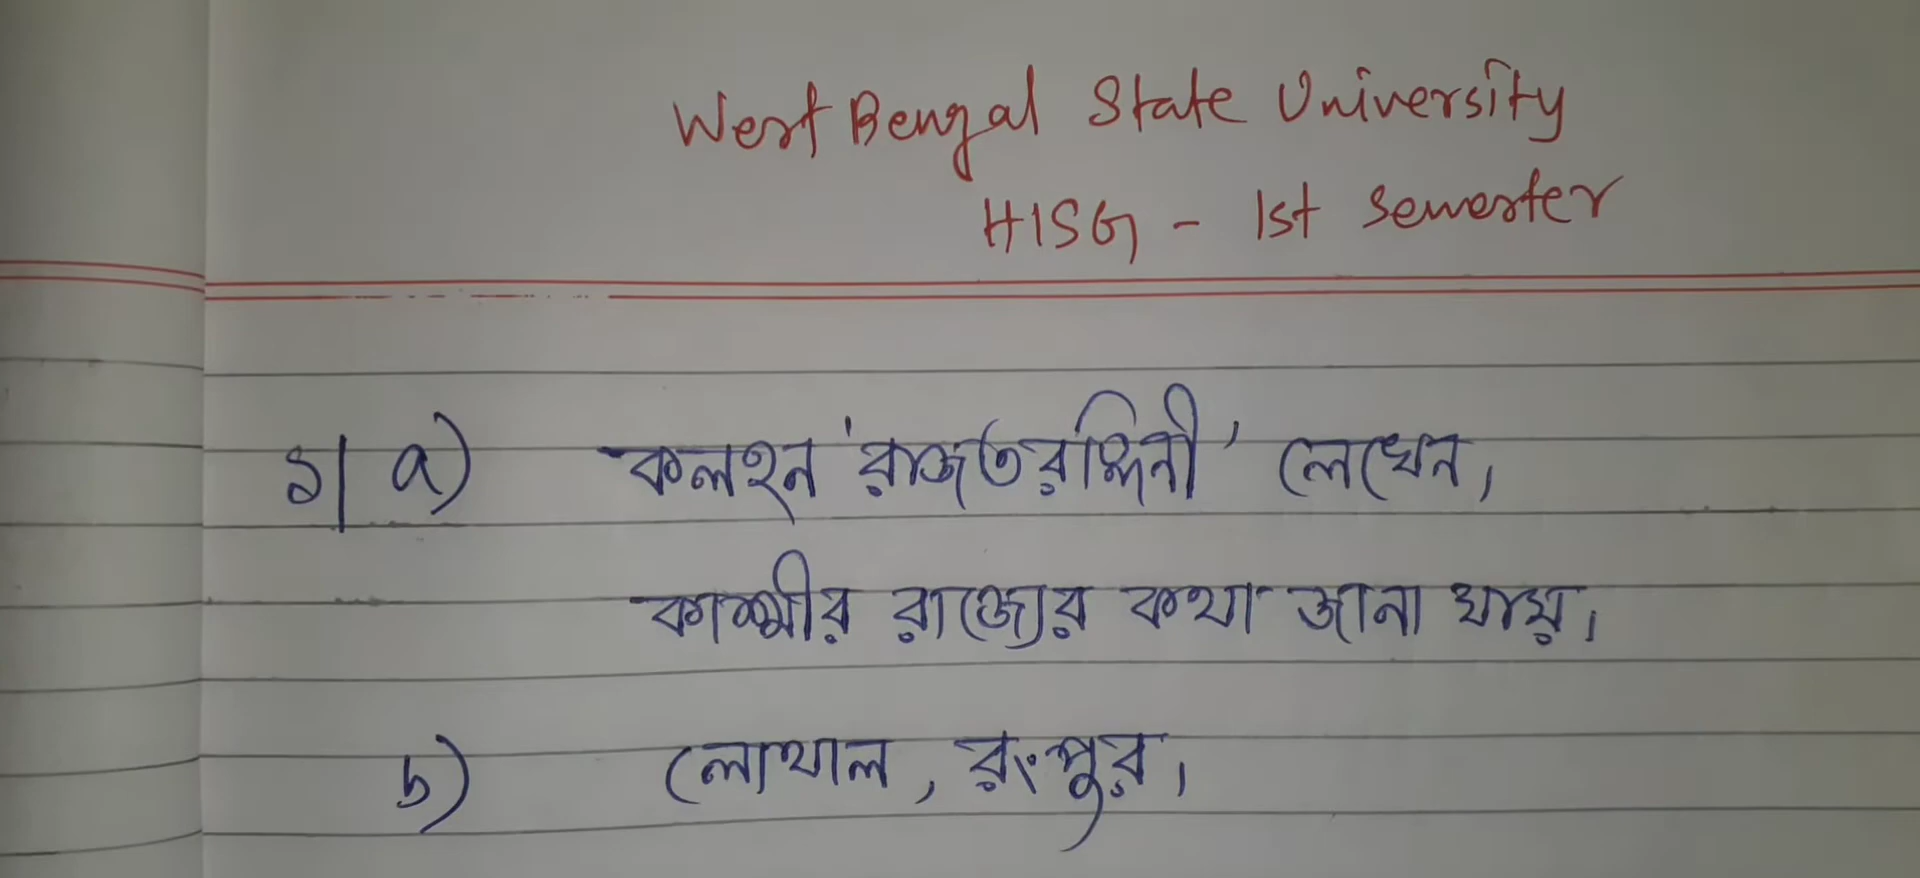 West Bengal State University
HISG - 1st Semester
১| a) কলহন 'রাজতরঙ্গিনী' লেখেন,
কাশ্মীর রাজ্যের কথা জানা যায়।
b) লোথাল, রংপুর।